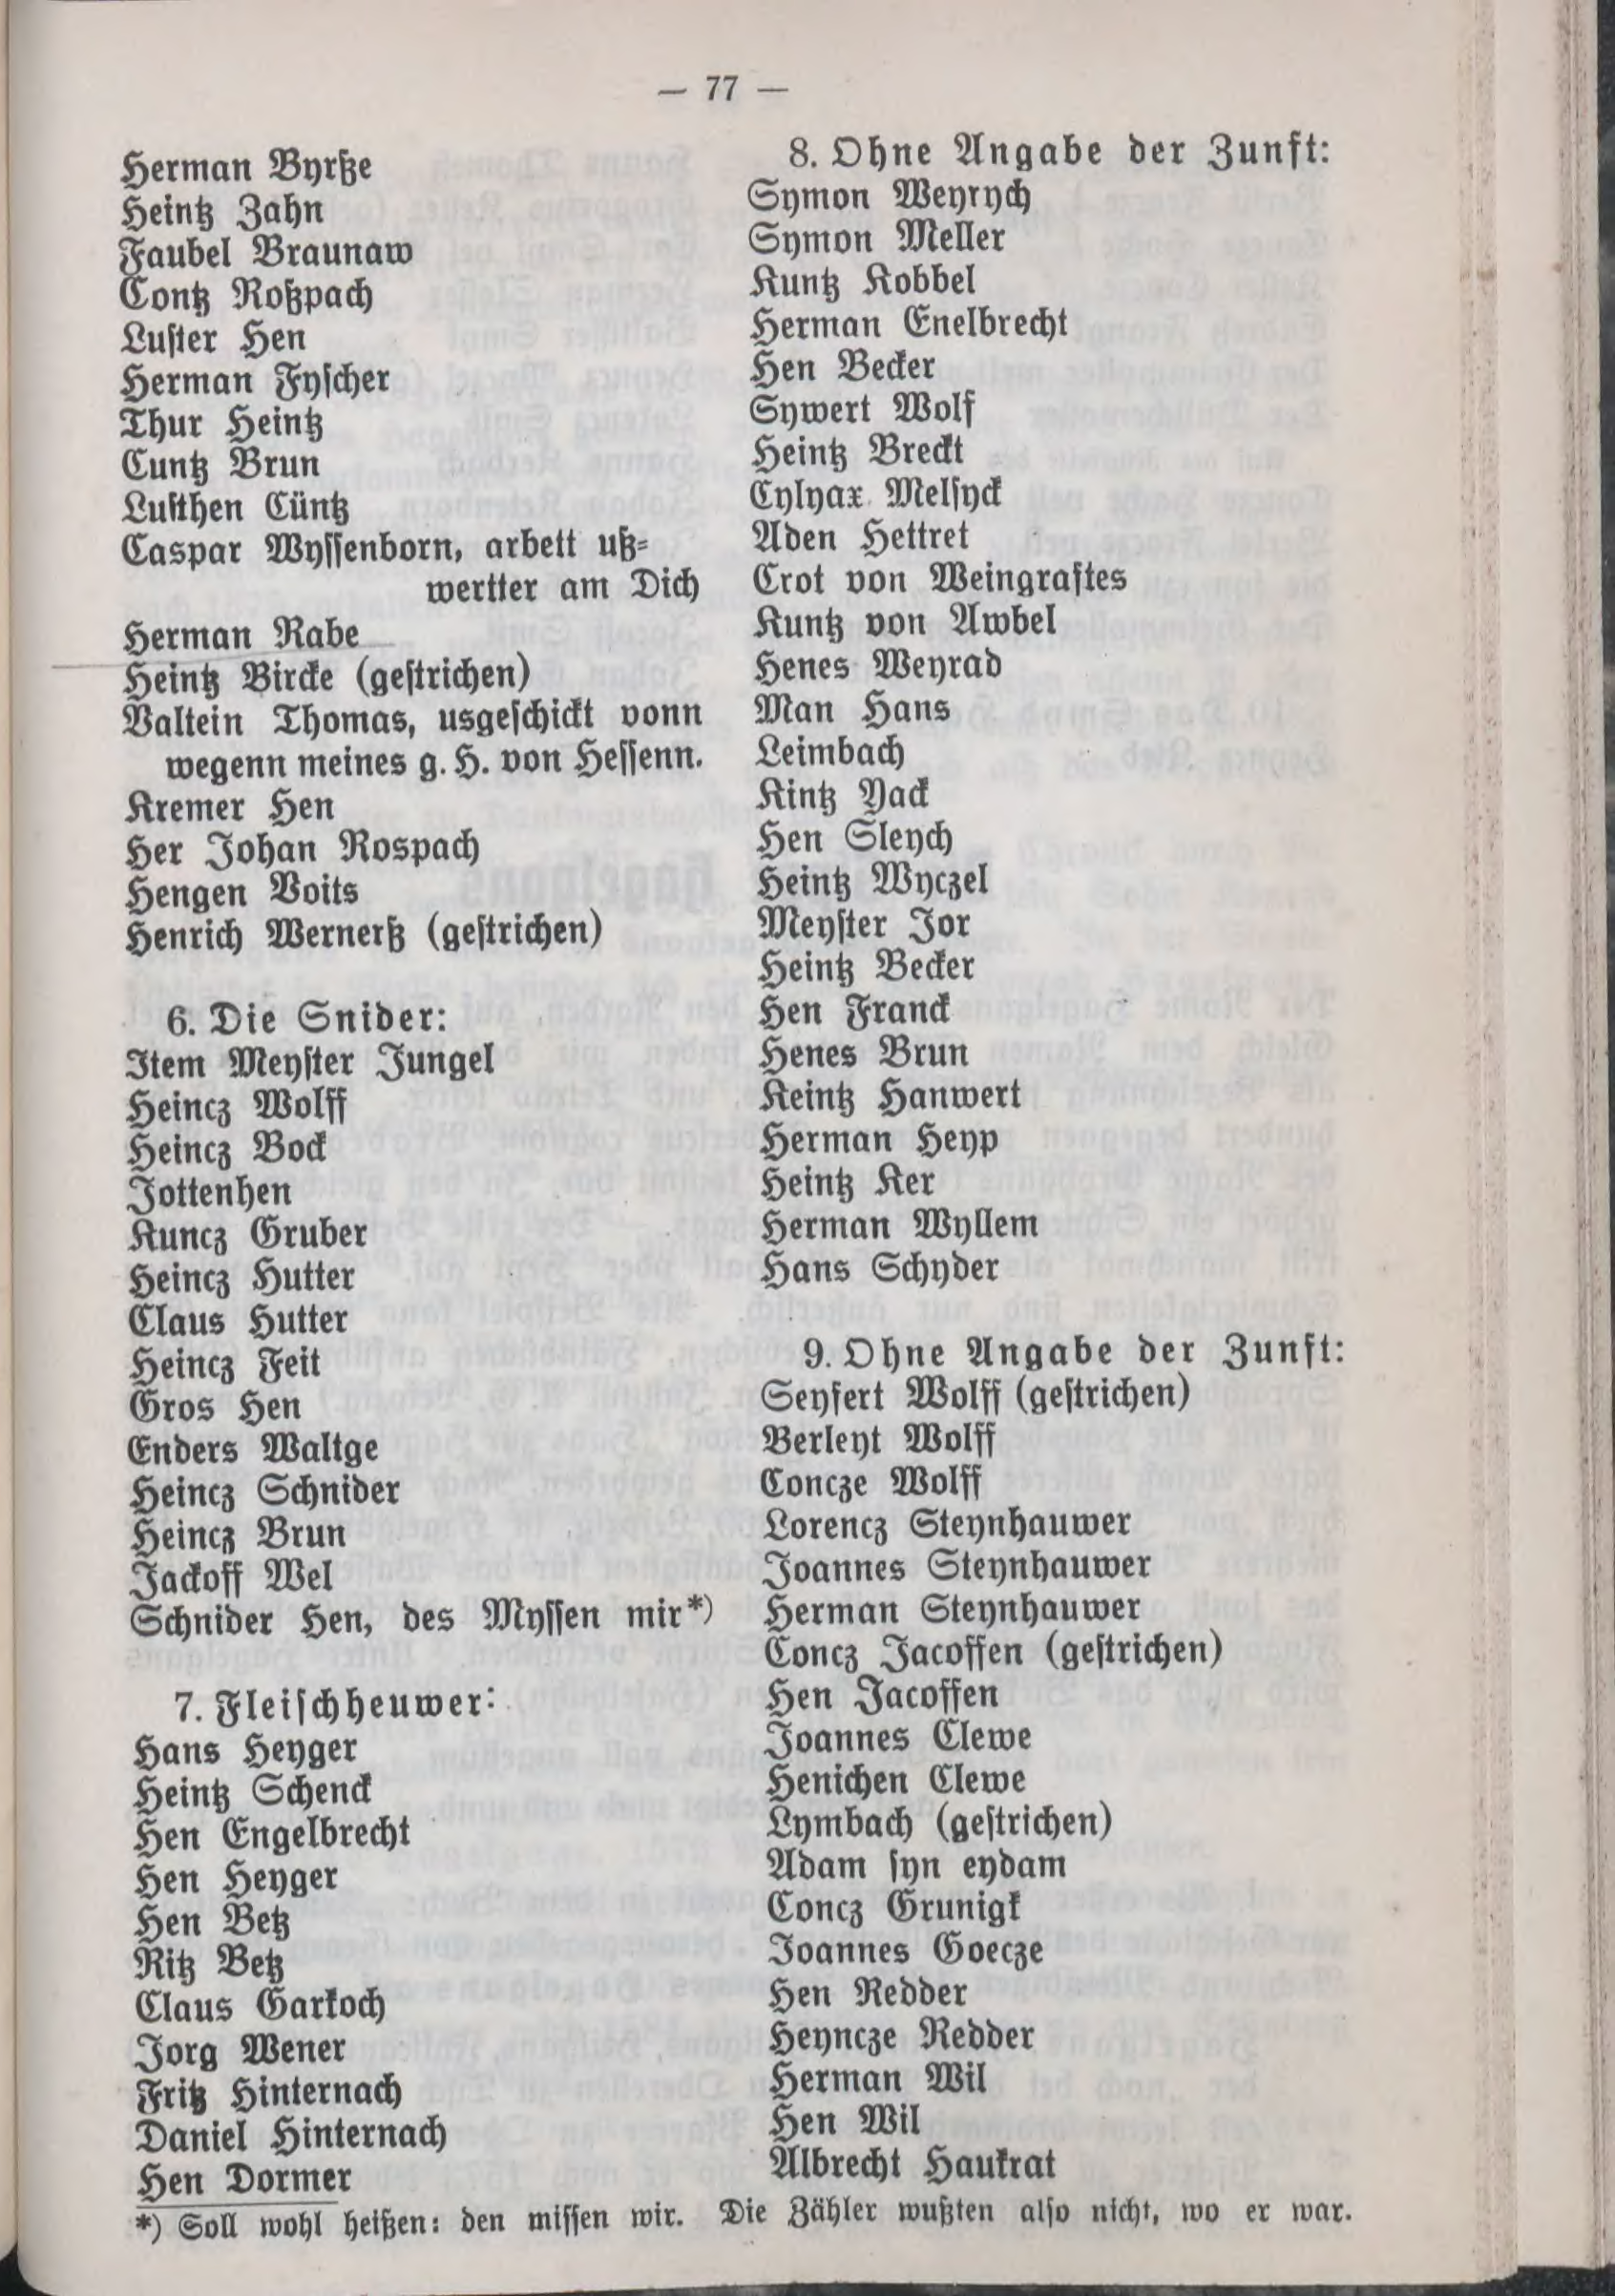 — 77 —
Herman Byrße
Heintz Zahn
Faubel Braunaw
Contz Roßpach
Luster Hen
Herman Fyscher
Thur Heintz
Cuntz Brun
Lusthen Cüntz
Caspar Wyssenborn, arbett uß-
wertter am Dich
Herman Rabe
Heintz Bircke (gestrichen)
Valtein Thomas, usgeschickt vonn
wegenn meines g. H. von Hessenn.
Kremer Hen
Her Johan Rospach
Hengen Voits
Henrich Wernerß (gestrichen)
6. Die Snider:
Item Meyster Jungel
Heincz Wolff
Heincz Bock
Jottenhen
Kuncz Gruber
Heincz Hutter
Claus Hutter
Heincz Feit
Gros Hen
Enders Waltge
Heincz Schnider
Heincz Brun
Jackoff Wel
Schnider Hen, des Myssen mir*)
7. Fleischheuwer:
Hans Heyger
Heintz Schenck
Hen Engelbrecht
Hen Heyger
Hen Betz
Ritz Betz
Claus Garkoch
Jorg Wener
Fritz Hinternach
Daniel Hinternach
Hen Dormer
8. Ohne Angabe der Zunft:
Symon Weyrych
Symon Meller
Kuntz Kobbel
Herman Enelbrecht
Hen Becker
Sywert Wolf
Heintz Breckt
Cylyax Melsyck
Aden Hettret
Crot von Weingraftes
Kuntz von Awbel
Henes Weyrad
Man Hans
Leimbach
Kintz Yack
Hen Sleych
Heintz Wyczel
Meyster Jor
Heintz Becker
Hen Franck
Henes Brun
Keintz Hanwert
Herman Heyp
Heintz Ker
Herman Wyllem
Hans Schyder
9. Ohne Angabe der Zunft:
Seyfert Wolff (gestrichen)
Berleyt Wolff
Concze Wolff
Lorencz Steynhauwer
Joannes Steynhauwer
Herman Steynhauwer
Concz Jacoffen (gestrichen)
Hen Jacoffen
Joannes Clewe
Henichen Clewe
Lymbach (gestrichen)
Adam syn eydam
Concz Grunigk
Joannes Goecze
Hen Redder
Heyncze Redder
Herman Wil
Hen Wil
Albrecht Haukrat
*) Soll wohl heißen: den missen wir. Die Zähler wußten also nicht, wo er war.